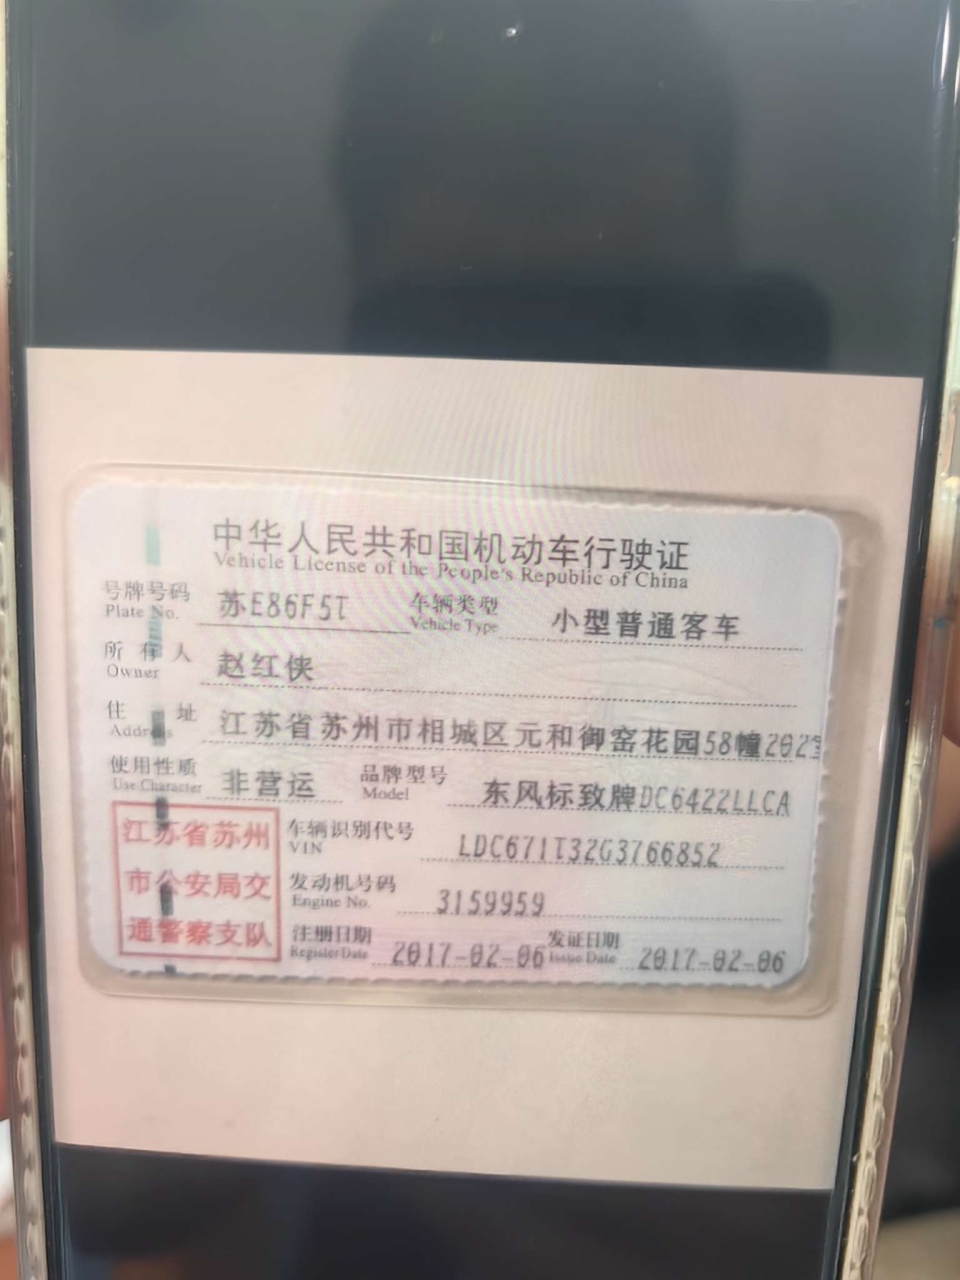 中华人民共和国机动车行驶证
Vehicle License of the People's Republic of China
号牌号码 苏E86F5T 车辆类型 小型普通客车
Plate No. Vehicle Type
所有人 赵红侠
Owner
住址 江苏省苏州市相城区元和御窑花园58幢202
Address
使用性质 非营运 品牌型号 东风标致牌DC6422LLCA
Use Character Model
江苏省苏州
市公安局交
通警察支队
车辆识别代号 LDC671T32G3766852
VIN
发动机号码 3159959
Engine No.
注册日期 2017-02-06 发证日期 2017-02-06
Register Date Issue Date